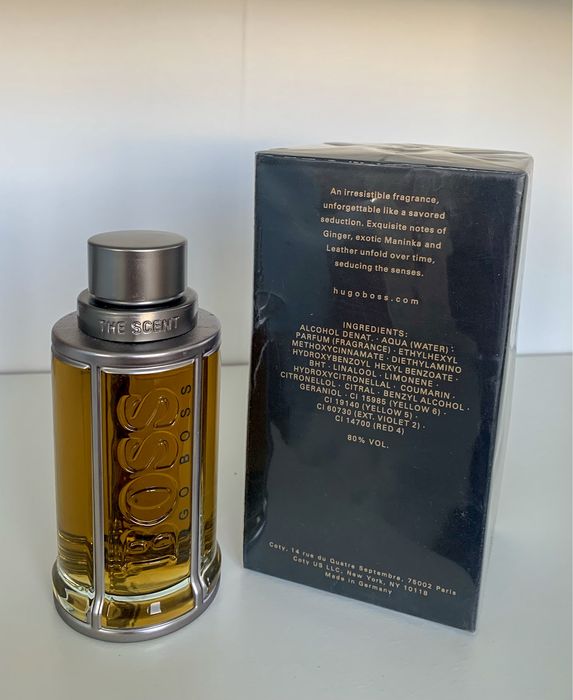 THE SCENT
BOSS
HUGO BOSS
An irresistible fragrance,
unforgettable like a savored
seduction. Exquisite notes of
Ginger, exotic Maninka and
Leather unfold over time,
seducing the senses.
hugoboss.com
INGREDIENTS:
ALCOHOL DENAT. · AQUA (WATER) ·
PARFUM (FRAGRANCE) · ETHYLHEXYL
METHOXYCINNAMATE · DIETHYLAMINO
HYDROXYBENZOYL HEXYL BENZOATE ·
BHT · LINALOOL · LIMONENE ·
HYDROXYCITRONELLAL · COUMARIN ·
CITRONELLOL · CITRAL · BENZYL ALCOHOL ·
GERANIOL · CI 15985 (YELLOW 6) ·
CI 19140 (YELLOW 5) ·
CI 60730 (EXT. VIOLET 2) ·
CI 14700 (RED 4)
80% VOL.
Coty, 14 rue du Quatre Septembre, 75002 Paris
Coty US LLC, New York, NY 10118
Made in Germany